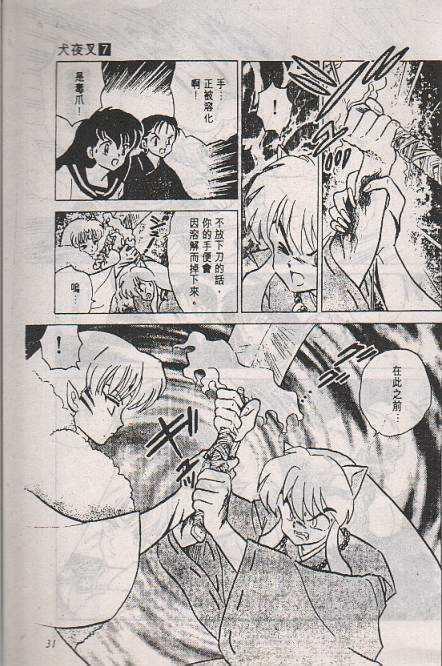 犬夜叉7
手…
正被溶化
啊！
是毒爪！
！
不放下刀的話，
你的手便會
因溶解而掉下來。
嗚…
在此之前…
！
31